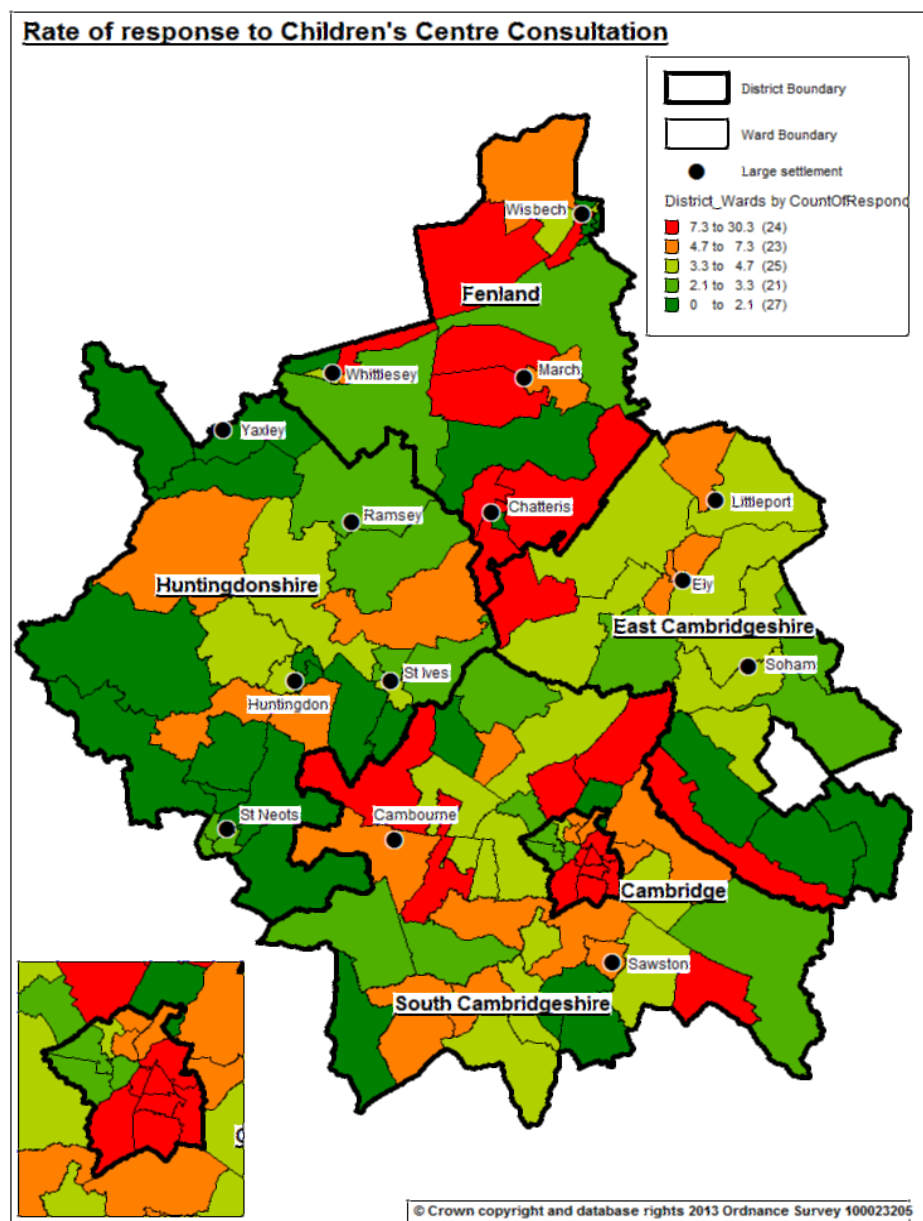 Rate of response to Children's Centre Consultation
District Boundary
Ward Boundary
Large settlement
District_Wards by CountOfRespond
7.3 to 30.3 (24)
4.7 to 7.3 (23)
3.3 to 4.7 (25)
2.1 to 3.3 (21)
0 to 2.1 (27)
Wisbech
Fenland
Whittlesey
March
Yaxley
Chatteris
Littleport
Ramsey
Huntingdonshire
Ely
East Cambridgeshire
Soham
St Ives
Huntingdon
St Neots
Cambourne
Cambridge
Sawston
South Cambridgeshire
© Crown copyright and database rights 2013 Ordnance Survey 100023205